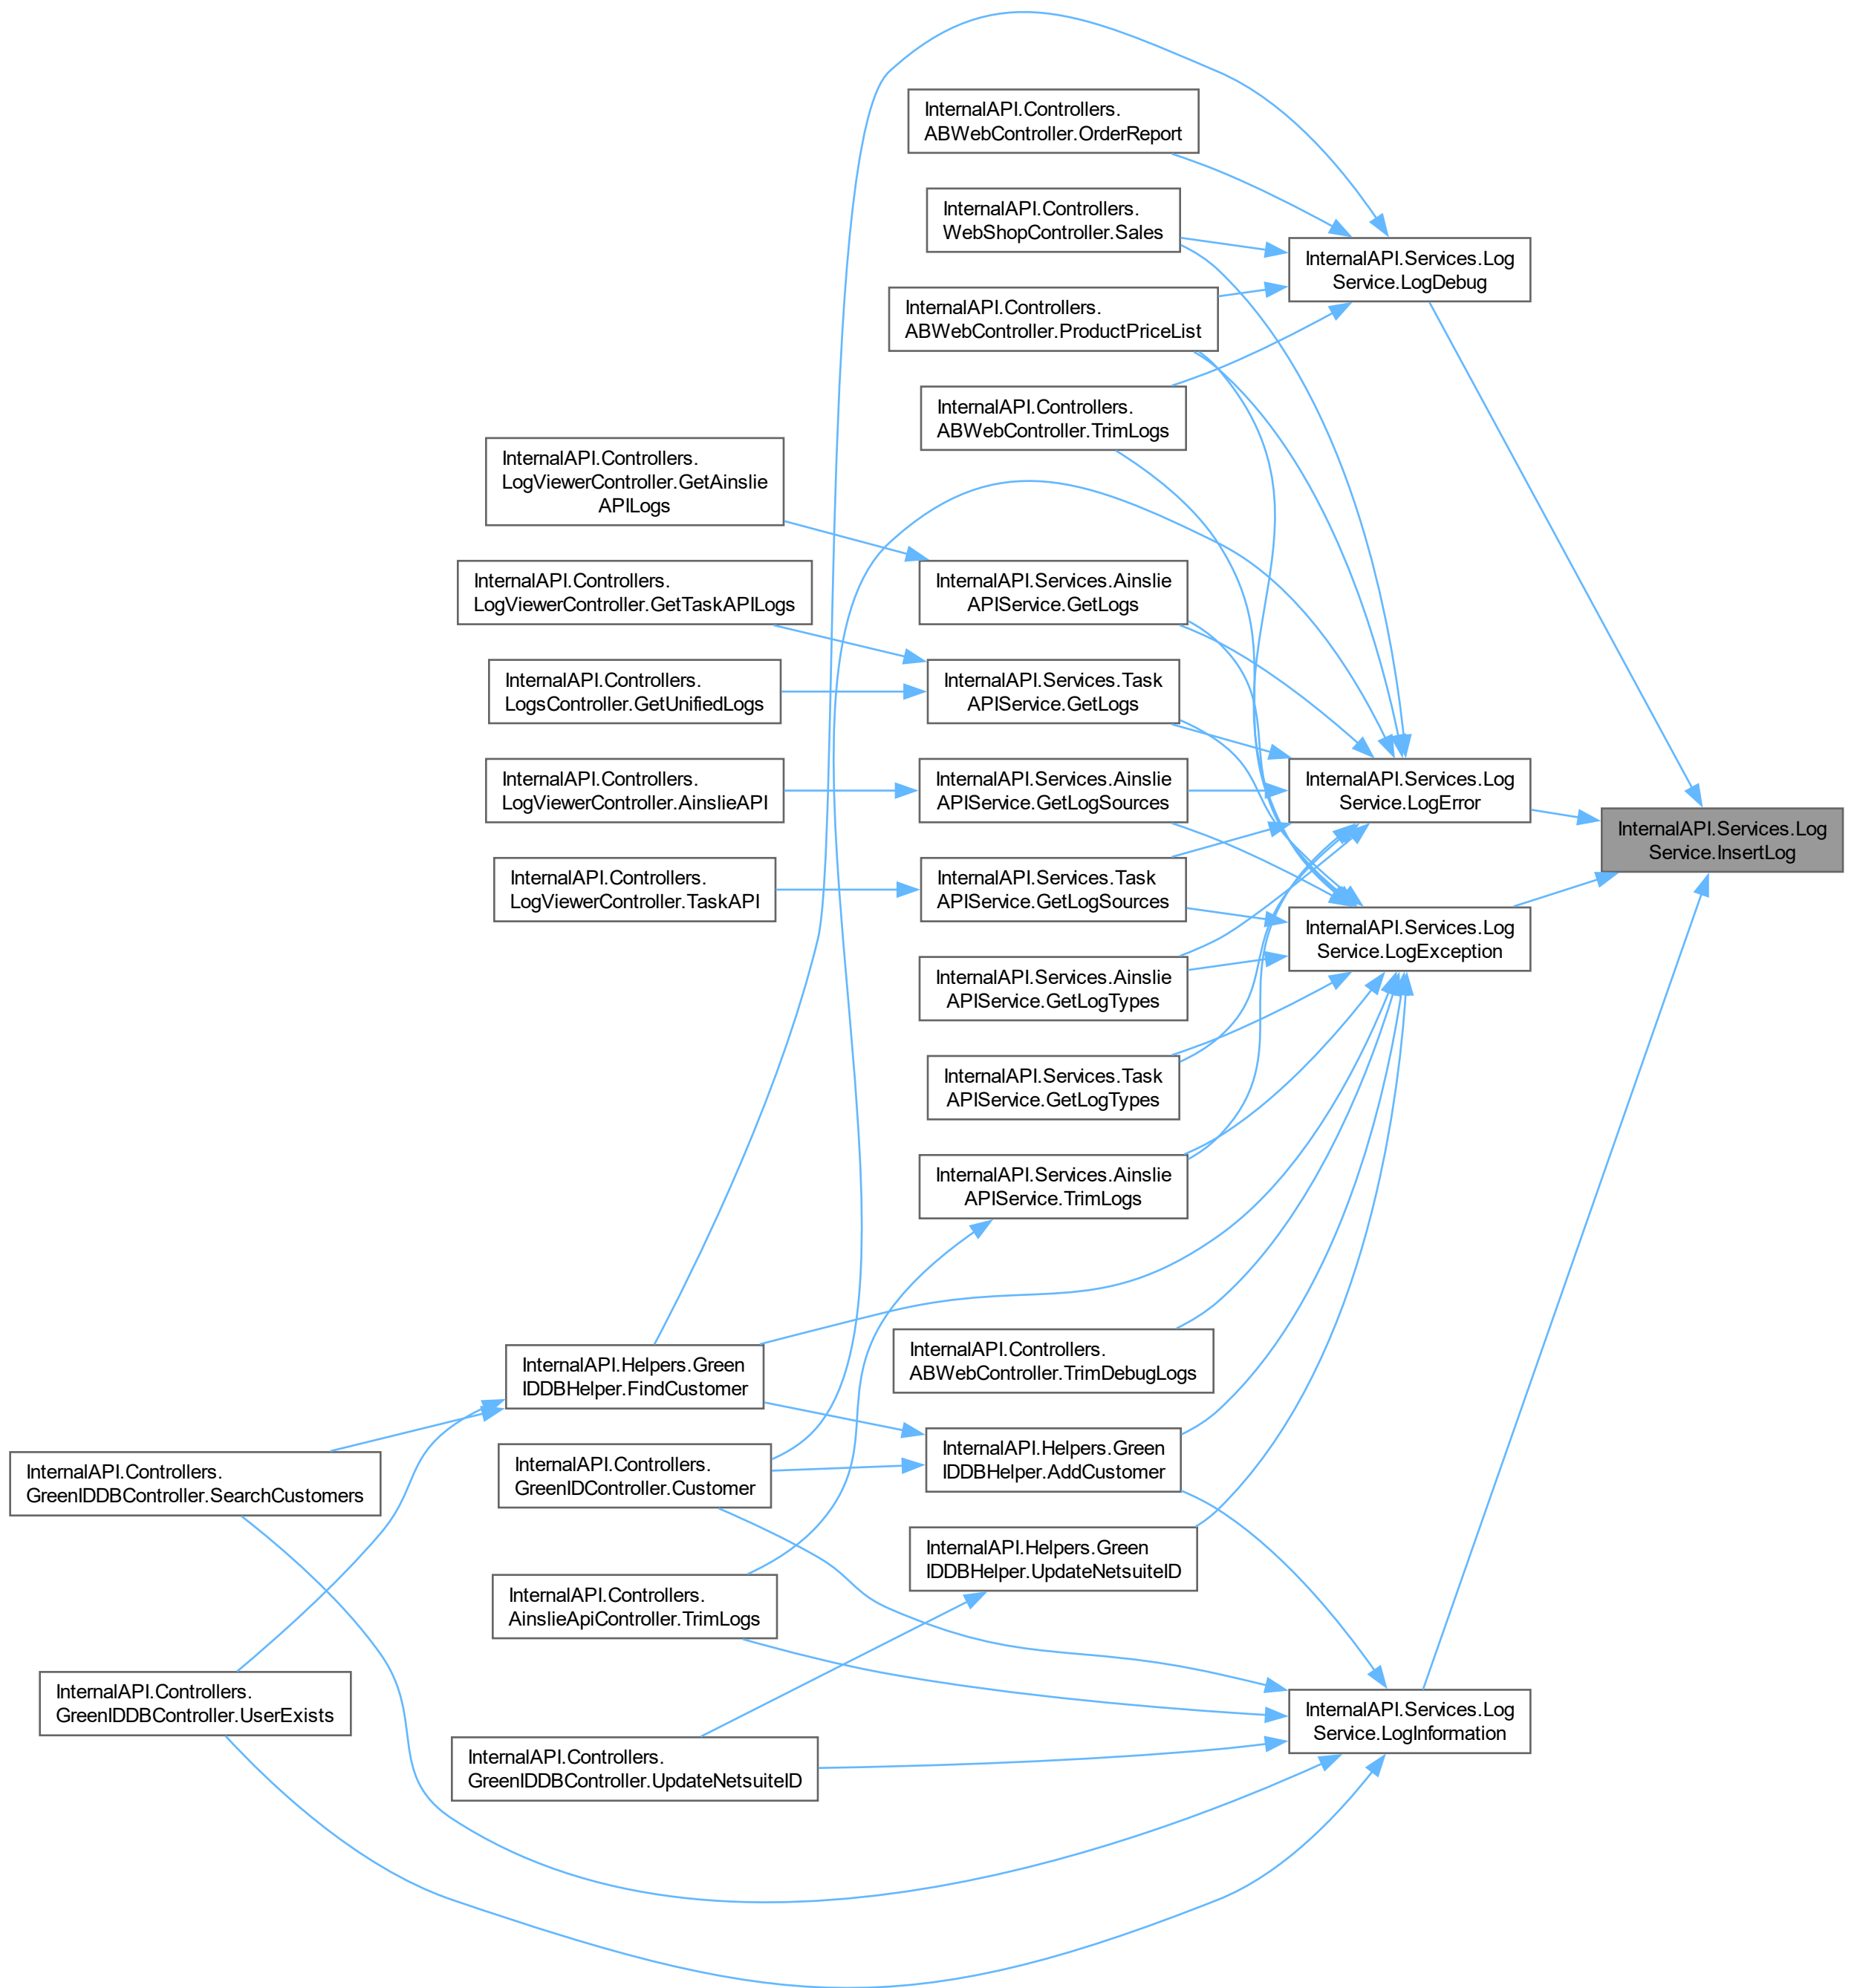 InternalAPI.Controllers.
ABWebController.OrderReport
InternalAPI.Controllers.
WebShopController.Sales
InternalAPI.Services.Log
Service.LogDebug
InternalAPI.Controllers.
ABWebController.ProductPriceList
InternalAPI.Controllers.
ABWebController.TrimLogs
InternalAPI.Controllers.
LogViewerController.GetAinslie
APILogs
InternalAPI.Controllers.
LogViewerController.GetTaskAPILogs
InternalAPI.Services.Ainslie
APIService.GetLogs
InternalAPI.Controllers.
LogsController.GetUnifiedLogs
InternalAPI.Services.Task
APIService.GetLogs
InternalAPI.Controllers.
LogViewerController.AinslieAPI
InternalAPI.Services.Ainslie
APIService.GetLogSources
InternalAPI.Services.Log
Service.LogError
InternalAPI.Services.Log
Service.InsertLog
InternalAPI.Controllers.
LogViewerController.TaskAPI
InternalAPI.Services.Task
APIService.GetLogSources
InternalAPI.Services.Log
Service.LogException
InternalAPI.Services.Ainslie
APIService.GetLogTypes
InternalAPI.Services.Task
APIService.GetLogTypes
InternalAPI.Services.Ainslie
APIService.TrimLogs
InternalAPI.Controllers.
ABWebController.TrimDebugLogs
InternalAPI.Helpers.Green
IDDBHelper.FindCustomer
InternalAPI.Helpers.Green
IDDBHelper.AddCustomer
InternalAPI.Controllers.
GreenIDController.Customer
InternalAPI.Controllers.
GreenIDDBController.SearchCustomers
InternalAPI.Helpers.Green
IDDBHelper.UpdateNetsuiteID
InternalAPI.Controllers.
AinslieApiController.TrimLogs
InternalAPI.Controllers.
GreenIDDBController.UserExists
InternalAPI.Services.Log
Service.LogInformation
InternalAPI.Controllers.
GreenIDDBController.UpdateNetsuiteID